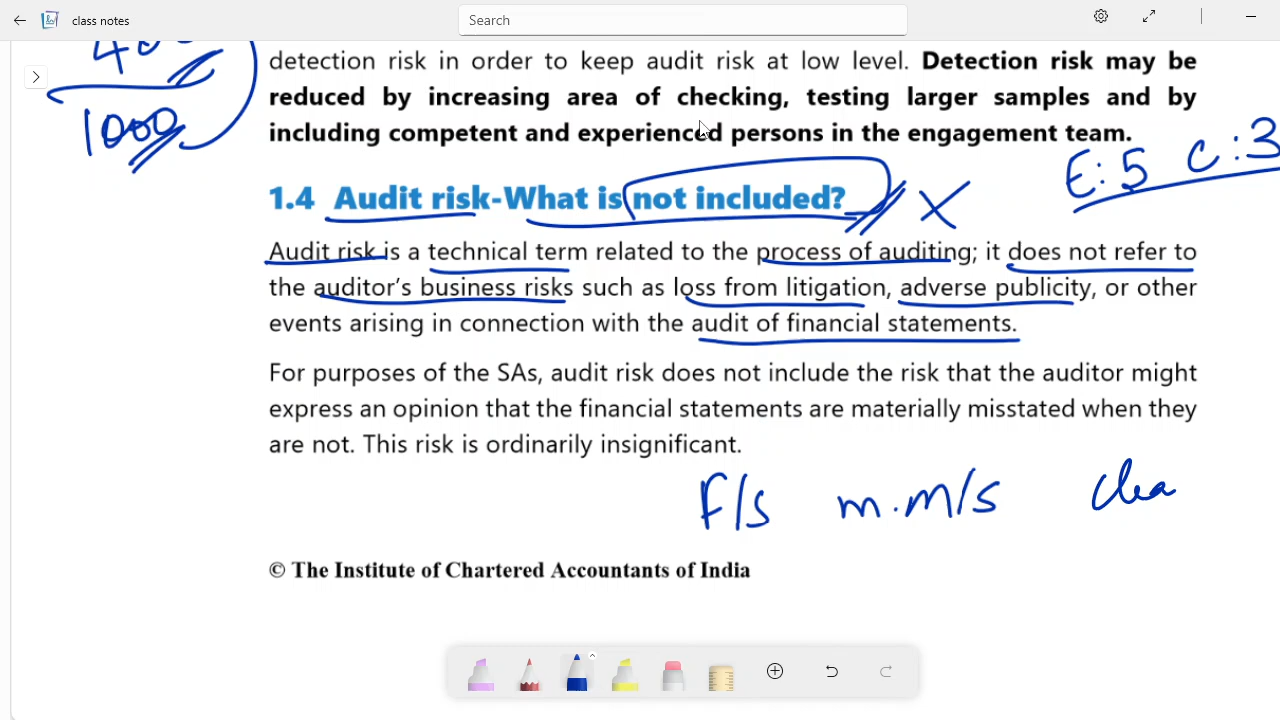 class notes
Search
40
1000
detection risk in order to keep audit risk at low level. Detection risk may be
reduced by increasing area of checking, testing larger samples and by
including competent and experienced persons in the engagement team.
E: 5 C: 3
1.4 Audit risk-What is not included?
Audit risk is a technical term related to the process of auditing; it does not refer to
the auditor's business risks such as loss from litigation, adverse publicity, or other
events arising in connection with the audit of financial statements.
For purposes of the SAs, audit risk does not include the risk that the auditor might
express an opinion that the financial statements are materially misstated when they
are not. This risk is ordinarily insignificant.
F/S m.M/S clea
© The Institute of Chartered Accountants of India